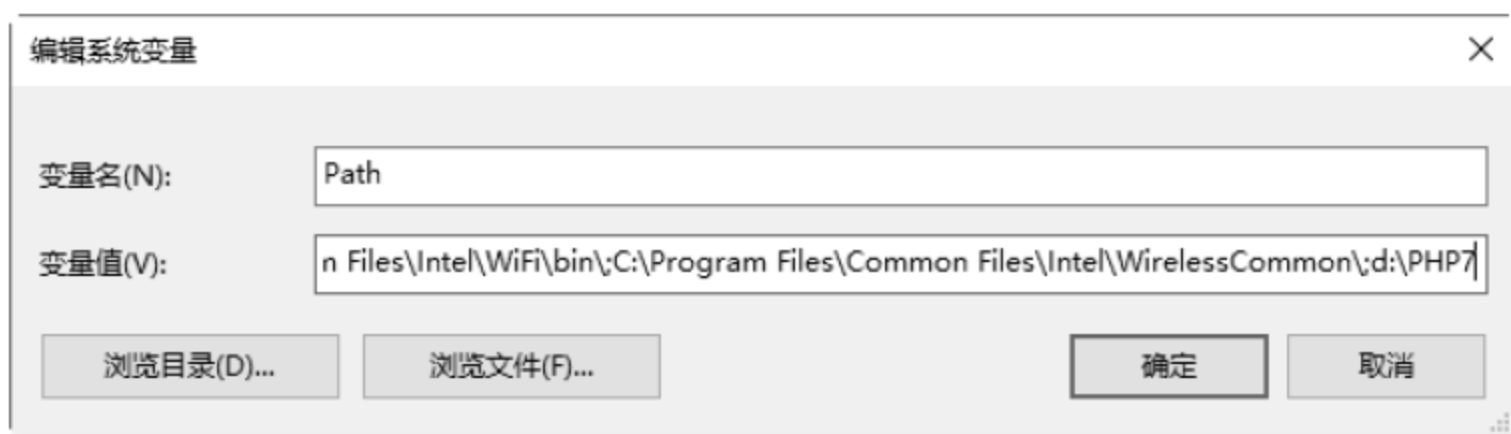 编辑系统变量
变量名(N): Path
变量值(V): n Files\Intel\WiFi\bin\;C:\Program Files\Common Files\Intel\WirelessCommon\;d:\PHP7
浏览目录(D)... 浏览文件(F)... 确定 取消